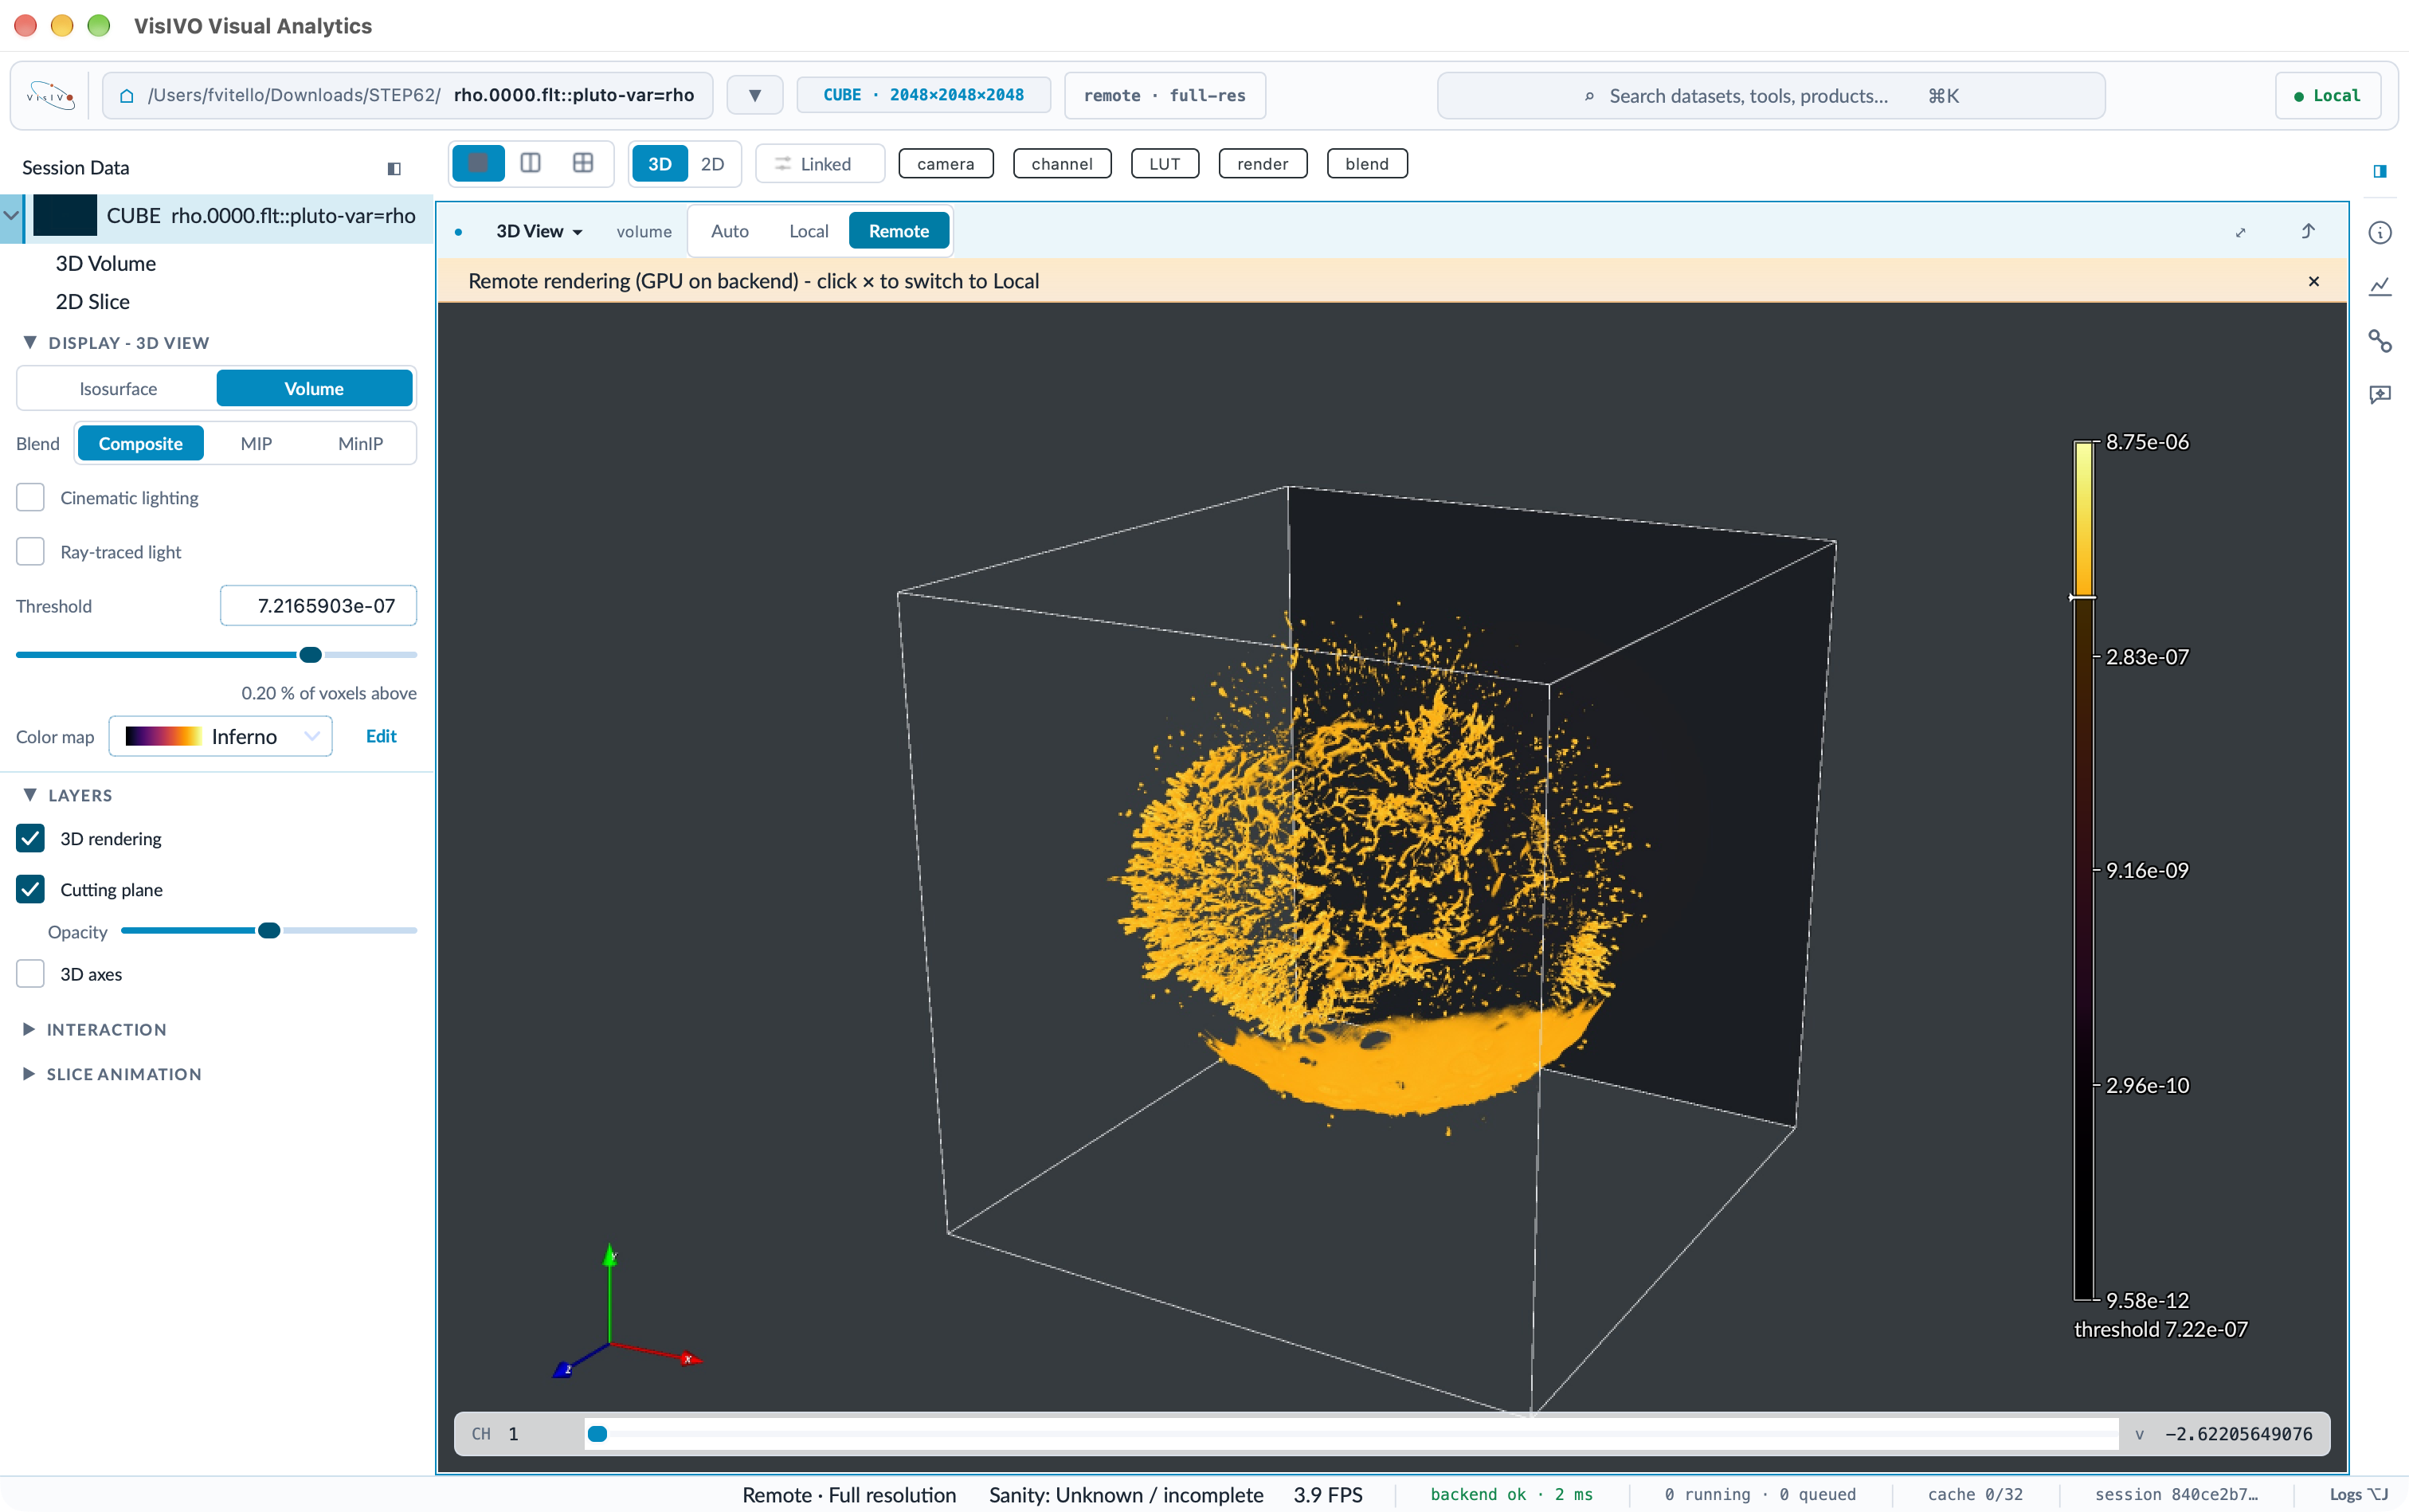 VisIVO Visual Analytics
VisIVO
/Users/fvitello/Downloads/STEP62/ rho.0000.flt::pluto-var=rho
▼
CUBE · 2048×2048×2048
remote · full-res
Search datasets, tools, products... ⌘K
● Local
Session Data
3D 2D
Linked
camera
channel
LUT
render
blend
CUBE rho.0000.flt::pluto-var=rho
3D Volume
2D Slice
▼ DISPLAY - 3D VIEW
Isosurface Volume
Blend Composite MIP MinIP
Cinematic lighting
Ray-traced light
Threshold 7.2165903e-07
0.20 % of voxels above
Color map Inferno Edit
▼ LAYERS
3D rendering
Cutting plane
Opacity
3D axes
▶ INTERACTION
▶ SLICE ANIMATION
3D View volume Auto Local Remote
Remote rendering (GPU on backend) - click × to switch to Local ×
8.75e-06
2.83e-07
9.16e-09
2.96e-10
9.58e-12
threshold 7.22e-07
Y
X
Z
CH 1 v -2.62205649076
Remote · Full resolution Sanity: Unknown / incomplete 3.9 FPS backend ok · 2 ms 0 running · 0 queued cache 0/32 session 840ce2b7… Logs ⌥J